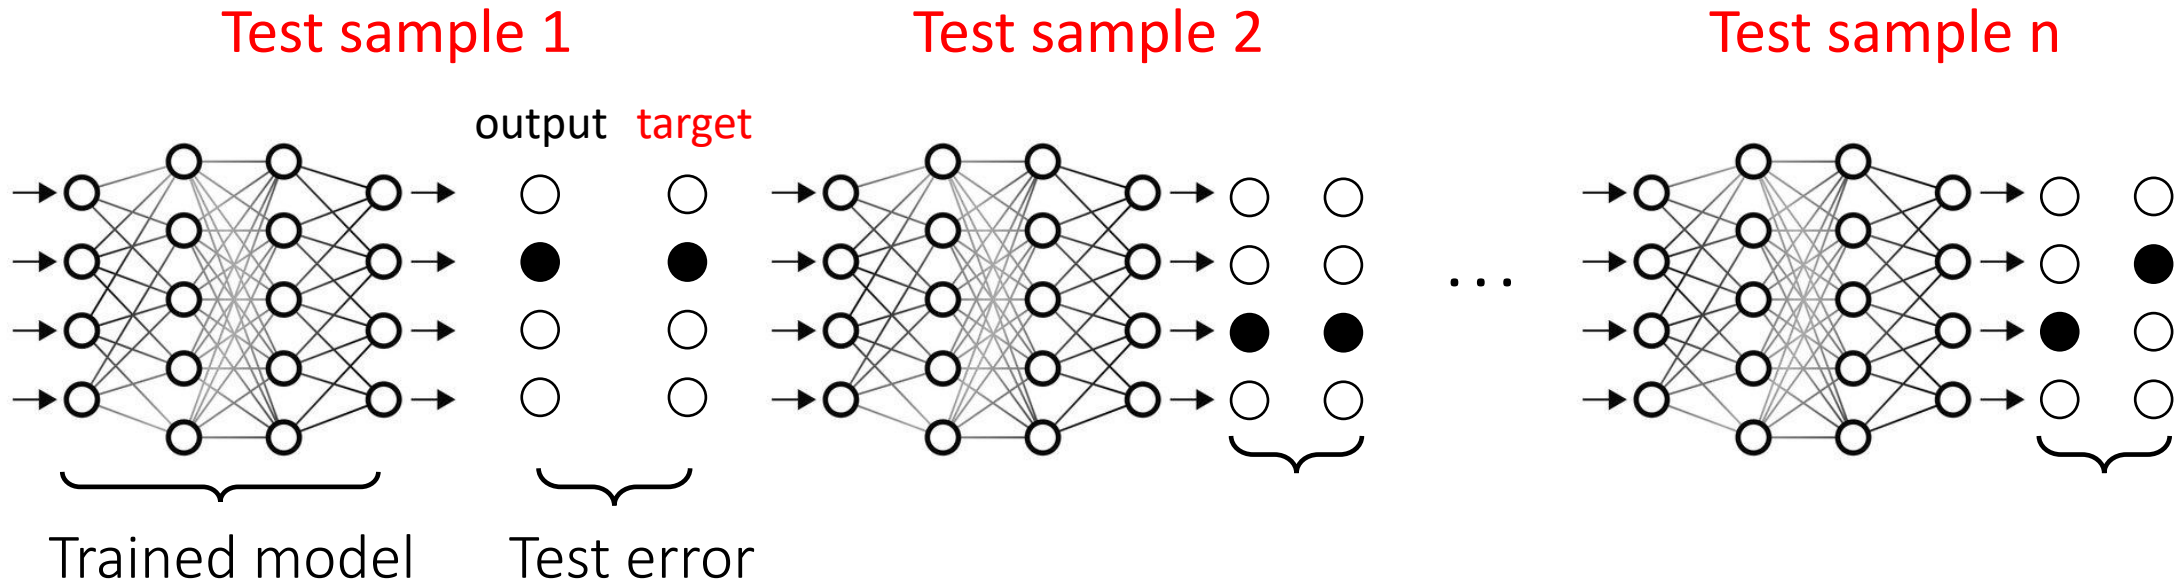 Test sample 1
Test sample 2
Test sample n
output target
...
Trained model
Test error